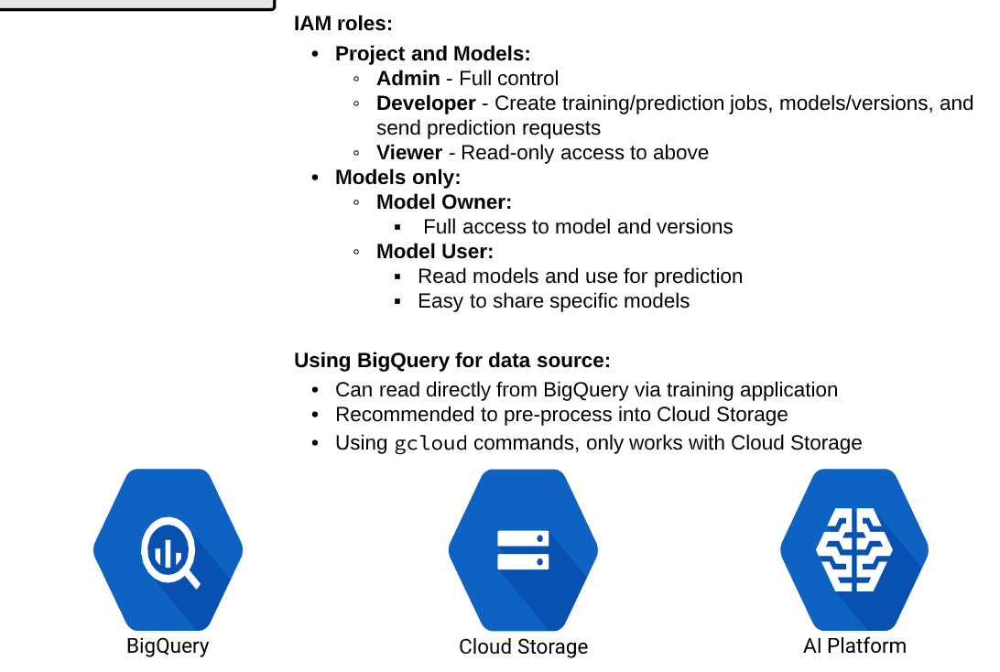 IAM roles:
• Project and Models:
◦ Admin - Full control
◦ Developer - Create training/prediction jobs, models/versions, and
send prediction requests
◦ Viewer - Read-only access to above
• Models only:
◦ Model Owner:
▪ Full access to model and versions
◦ Model User:
▪ Read models and use for prediction
▪ Easy to share specific models
Using BigQuery for data source:
• Can read directly from BigQuery via training application
• Recommended to pre-process into Cloud Storage
• Using gcloud commands, only works with Cloud Storage
BigQuery
Cloud Storage
AI Platform